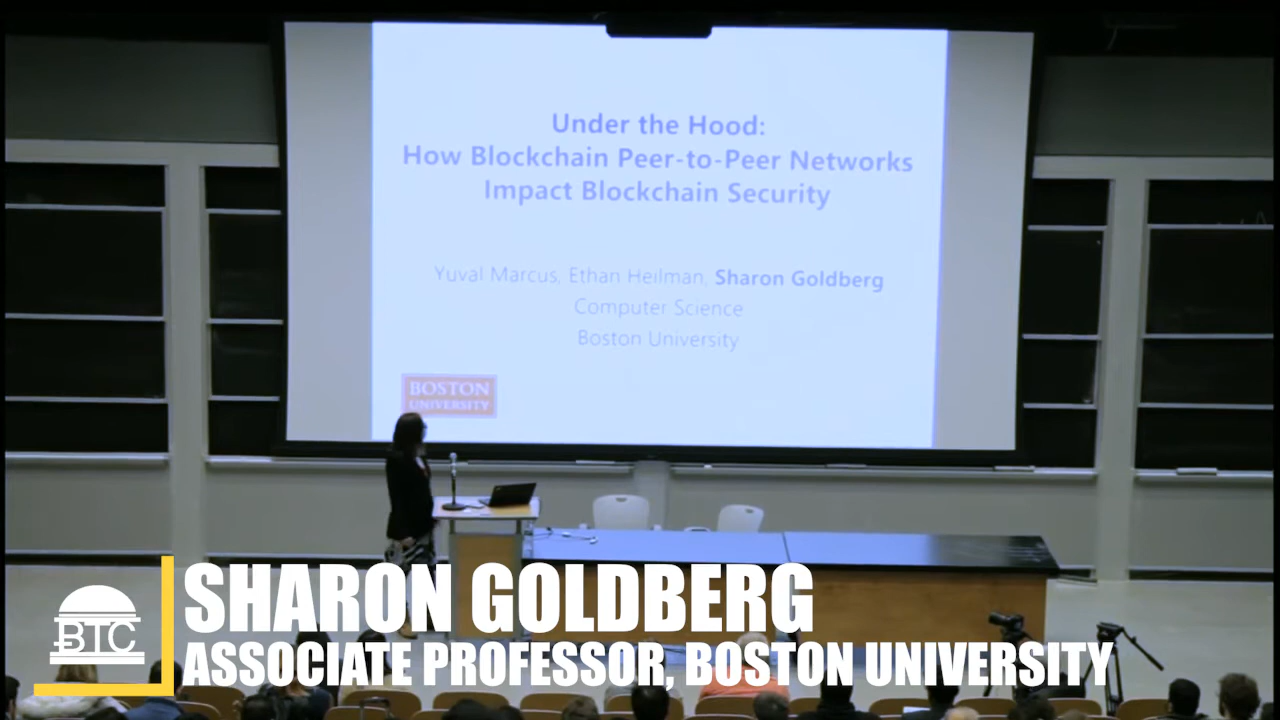 Under the Hood:
How Blockchain Peer-to-Peer Networks
Impact Blockchain Security
Yuval Marcus, Ethan Heilman, Sharon Goldberg
Computer Science
Boston University
BOSTON
UNIVERSITY
BTC
SHARON GOLDBERG
ASSOCIATE PROFESSOR, BOSTON UNIVERSITY